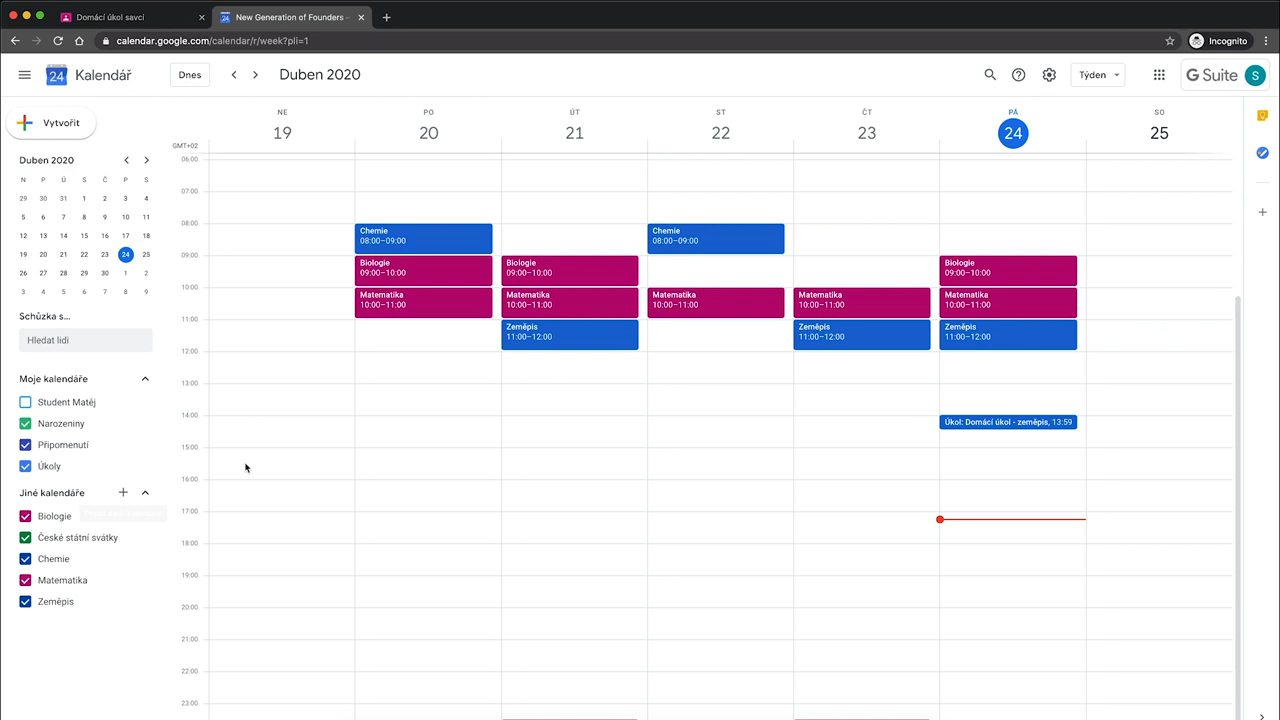 Domácí úkol savci
New Generation of Founders -
calendar.google.com/calendar/r/week?pli=1
Incognito
24
Kalendář
Dnes
Duben 2020
Týden
G Suite
S
Vytvořit
NE
PO
ÚT
ST
ČT
PÁ
SO
19
20
21
22
23
24
25
GMT+02
Duben 2020
N P Ú S Č P S
29 30 31 1 2 3 4
5 6 7 8 9 10 11
12 13 14 15 16 17 18
19 20 21 22 23 24 25
26 27 28 29 30 1 2
3 4 5 6 7 8 9
Schůzka s...
Hledat lidi
Moje kalendáře
Student Matěj
Narozeniny
Připomenutí
Úkoly
Jiné kalendáře
Biologie
České státní svátky
Chemie
Matematika
Zeměpis
06:00
07:00
08:00
09:00
10:00
11:00
12:00
13:00
14:00
15:00
16:00
17:00
18:00
19:00
20:00
21:00
22:00
23:00
Chemie
08:00–09:00
Biologie
09:00–10:00
Matematika
10:00–11:00
Biologie
09:00–10:00
Matematika
10:00–11:00
Zeměpis
11:00–12:00
Chemie
08:00–09:00
Matematika
10:00–11:00
Matematika
10:00–11:00
Zeměpis
11:00–12:00
Biologie
09:00–10:00
Matematika
10:00–11:00
Zeměpis
11:00–12:00
Úkol: Domácí úkol - zeměpis, 13:59